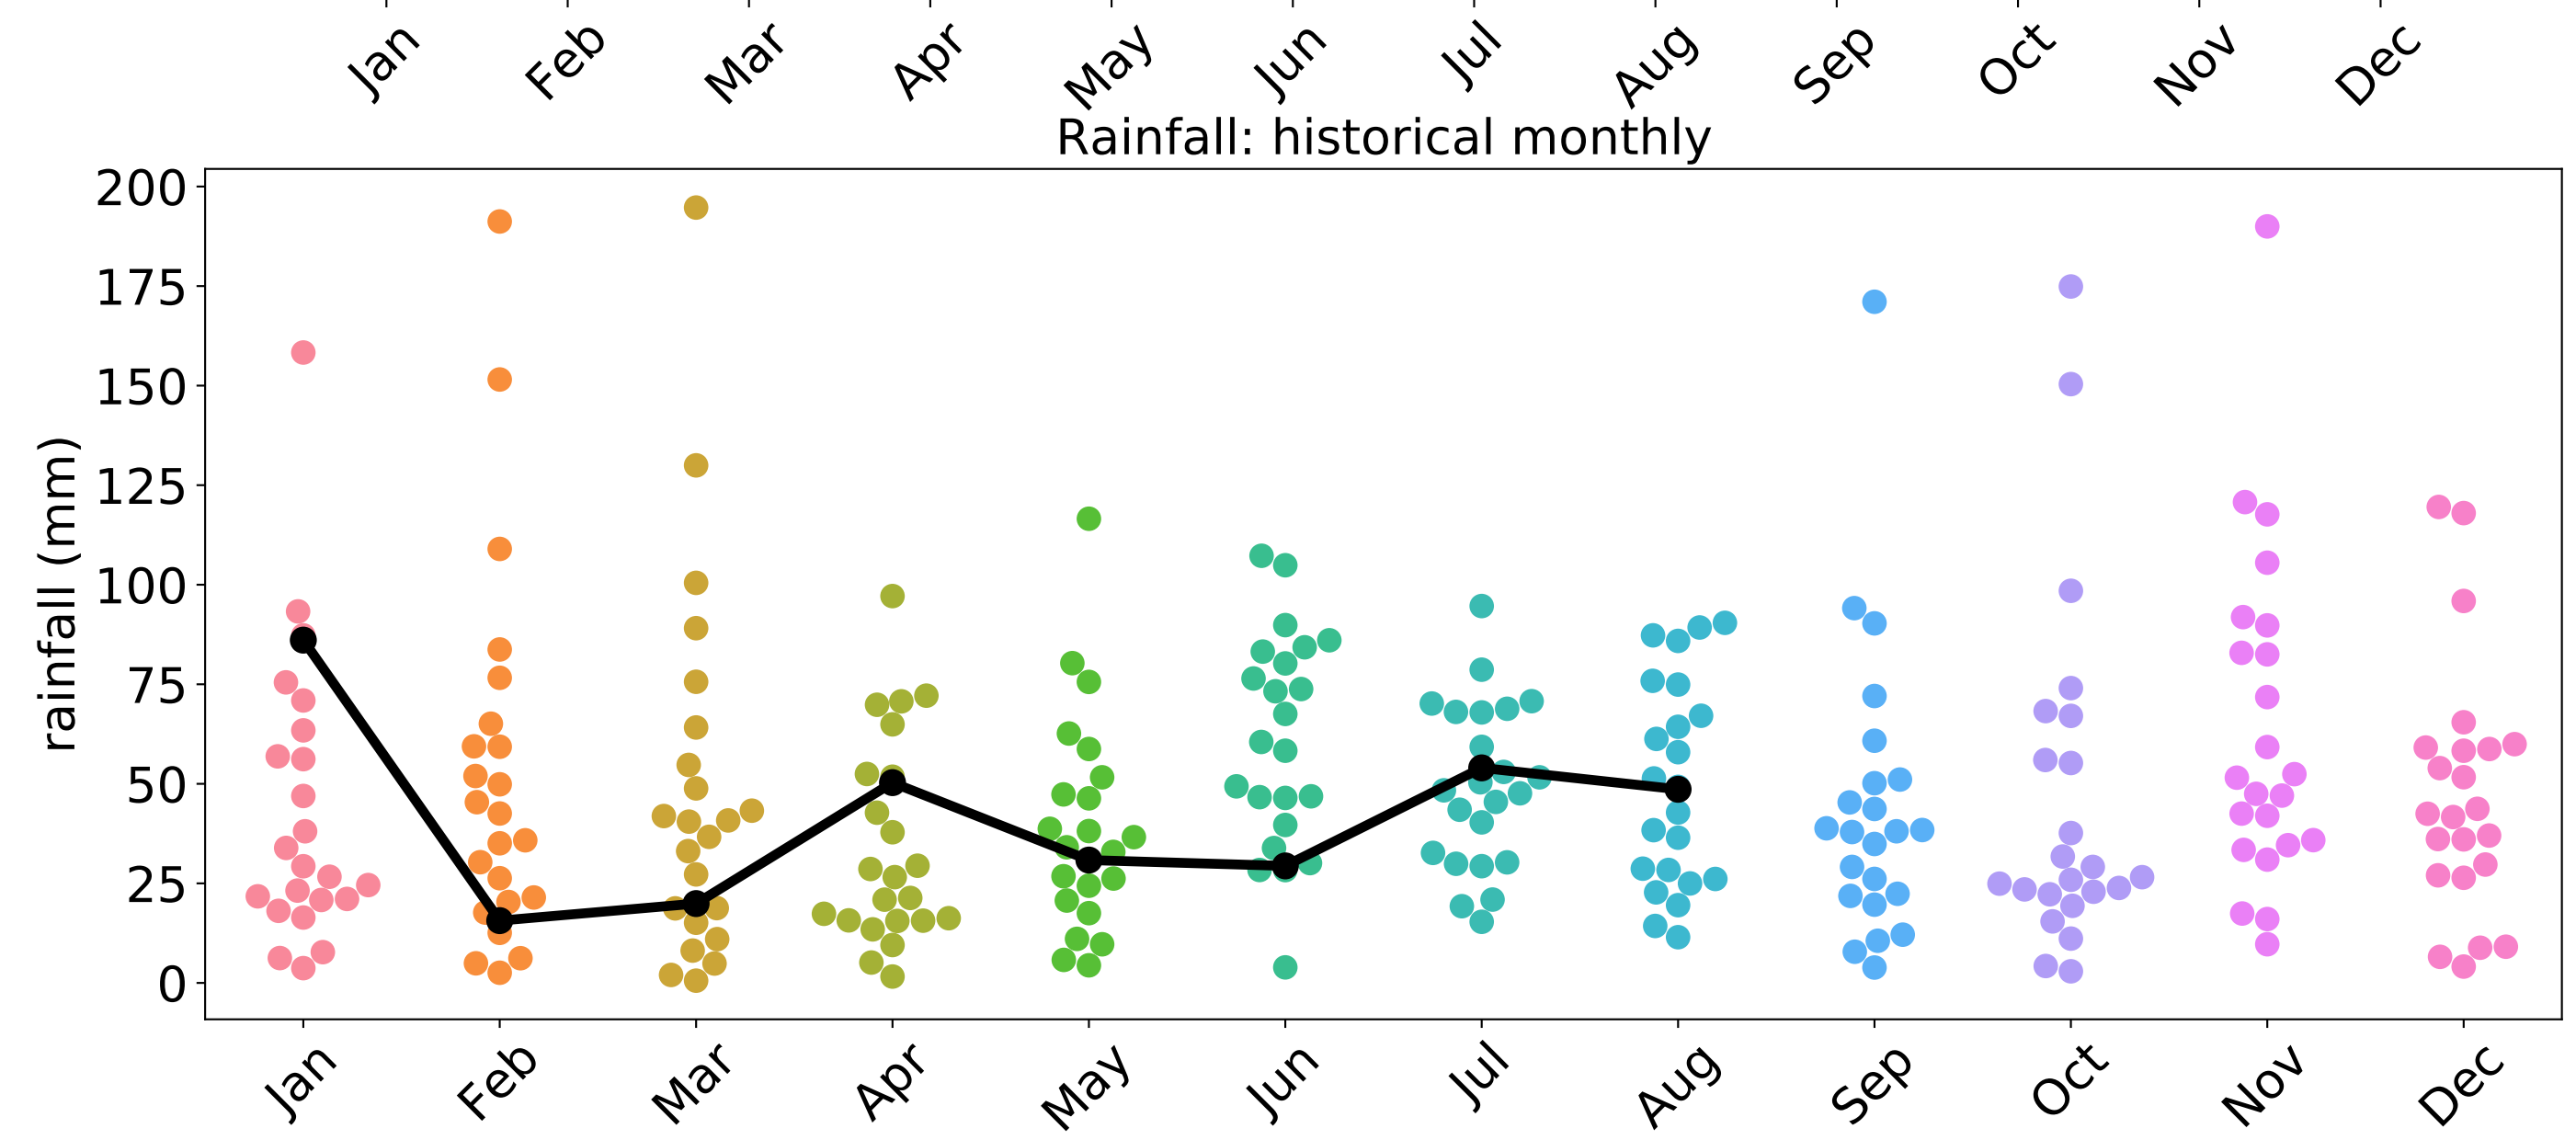 Jan Feb Mar Apr May Jun Jul Aug Sep Oct Nov Dec
Rainfall: historical monthly
rainfall (mm)
200
175
150
125
100
75
50
25
0
Jan Feb Mar Apr May Jun Jul Aug Sep Oct Nov Dec